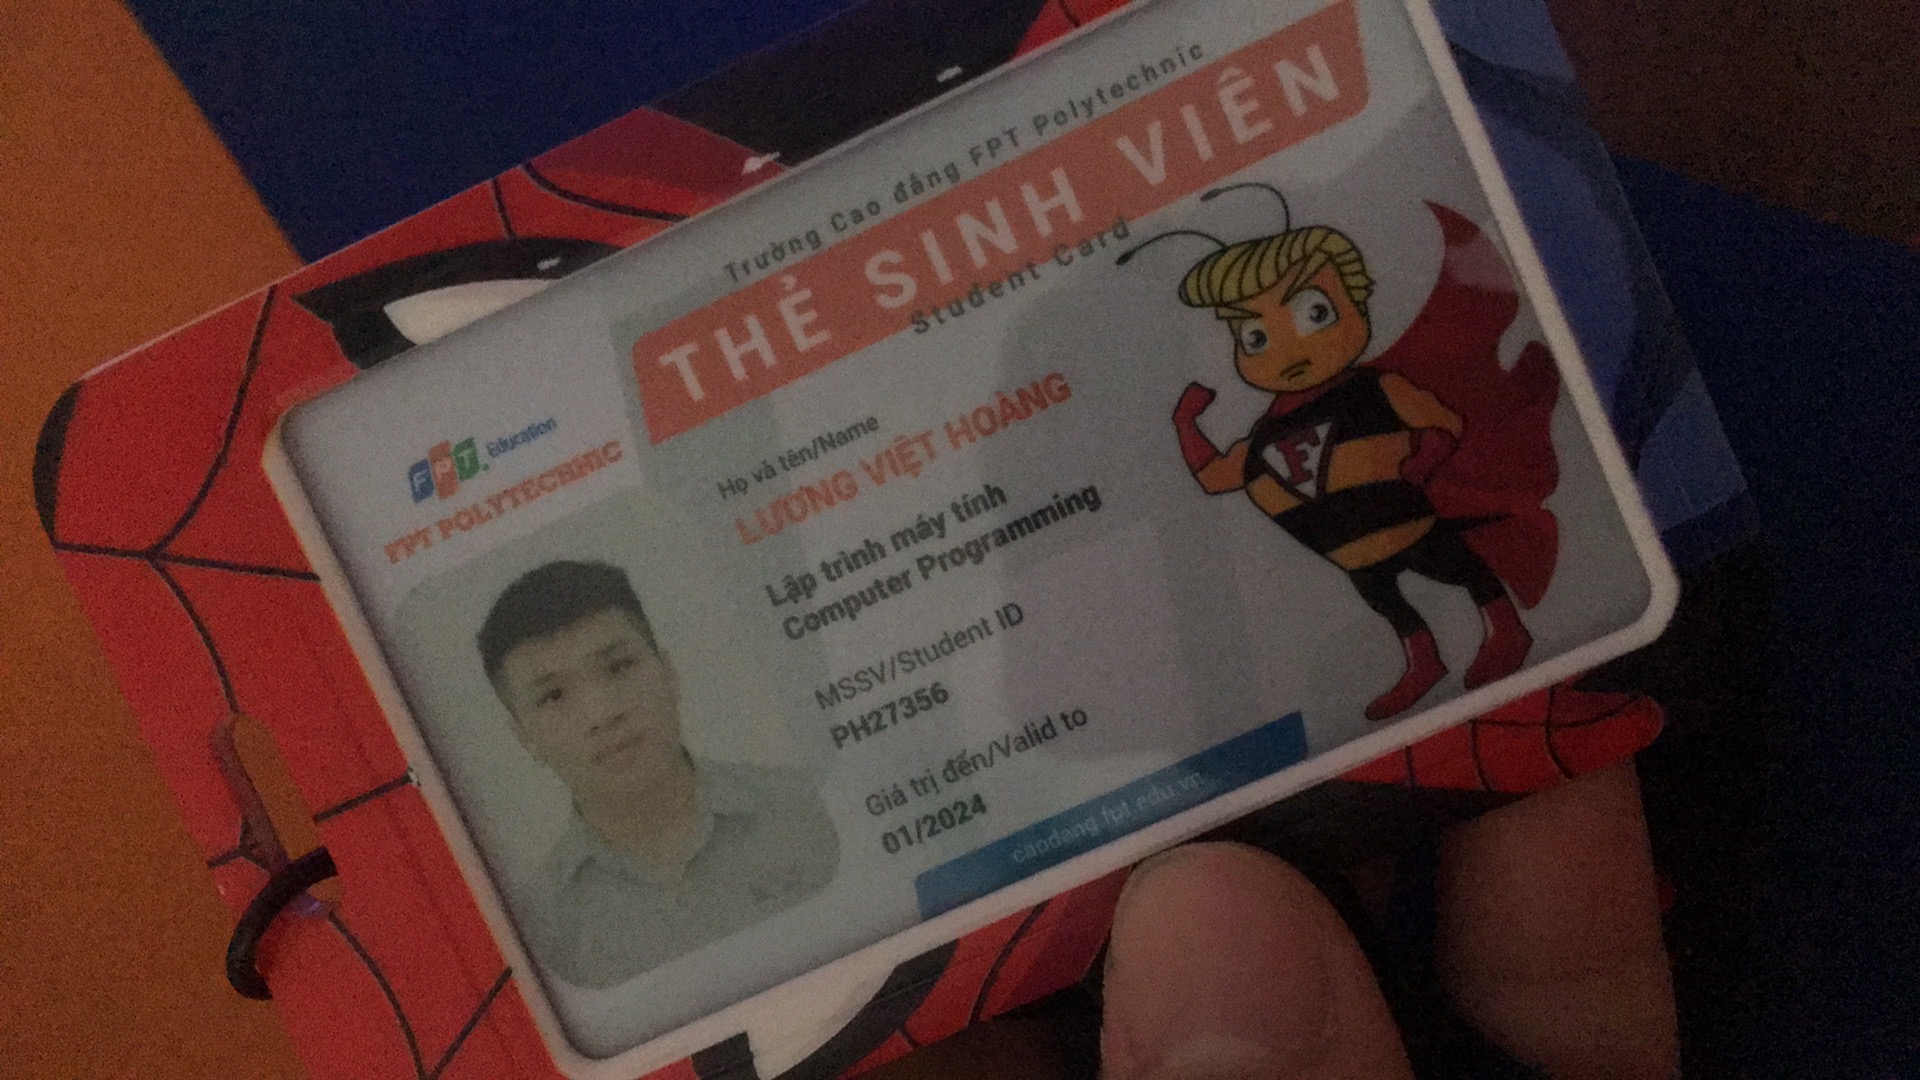 Trường Cao đẳng FPT Polytechnic
THẺ SINH VIÊN
Student Card
FPT Education
FPT POLYTECHNIC
Họ và tên/Name
LƯƠNG VIỆT HOÀNG
Lập trình máy tính
Computer Programming
MSSV/Student ID
PH27356
Giá trị đến/Valid to
01/2024
caodang.fpt.edu.vn
F